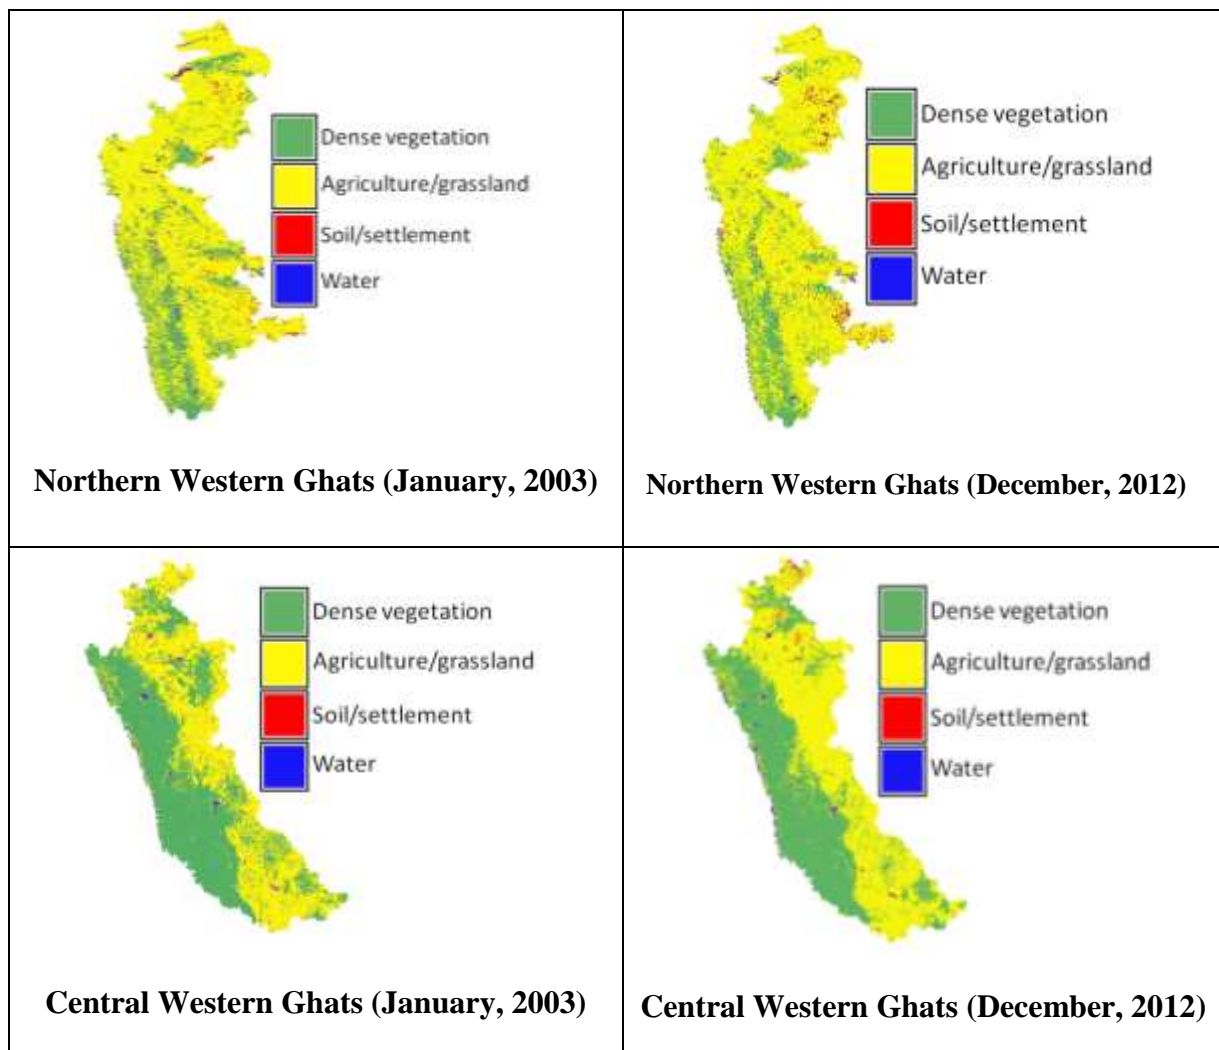 Dense vegetation
Agriculture/grassland
Soil/settlement
Water
Northern Western Ghats (January, 2003)
Dense vegetation
Agriculture/grassland
Soil/settlement
Water
Northern Western Ghats (December, 2012)
Dense vegetation
Agriculture/grassland
Soil/settlement
Water
Central Western Ghats (January, 2003)
Dense vegetation
Agriculture/grassland
Soil/settlement
Water
Central Western Ghats (December, 2012)